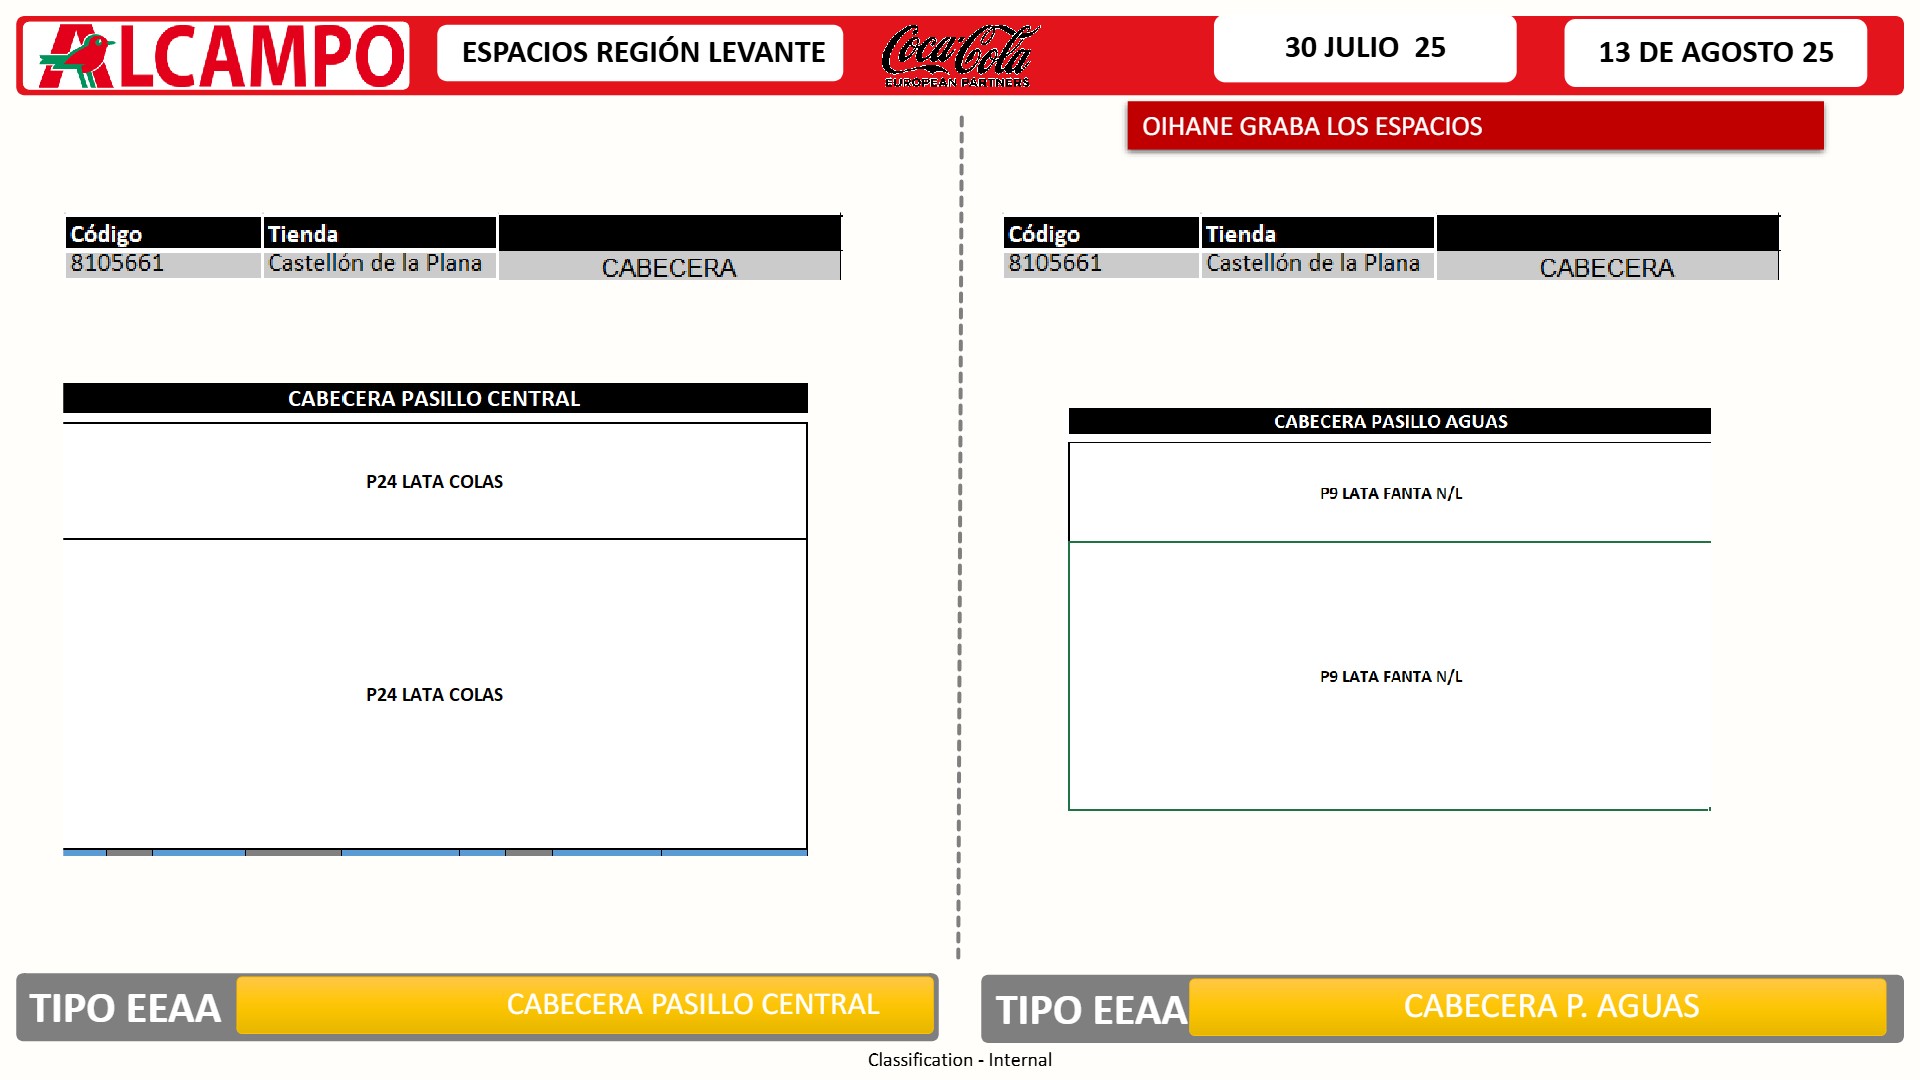 ALCAMPO
ESPACIOS REGIÓN LEVANTE
Coca-Cola
EUROPEAN PARTNERS
30 JULIO  25
13 DE AGOSTO 25
OIHANE GRABA LOS ESPACIOS
Código Tienda
8105661 Castellón de la Plana CABECERA
CABECERA PASILLO CENTRAL
P24 LATA COLAS
P24 LATA COLAS
TIPO EEAA CABECERA PASILLO CENTRAL
Código Tienda
8105661 Castellón de la Plana CABECERA
CABECERA PASILLO AGUAS
P9 LATA FANTA N/L
P9 LATA FANTA N/L
TIPO EEAA CABECERA P. AGUAS
Classification - Internal